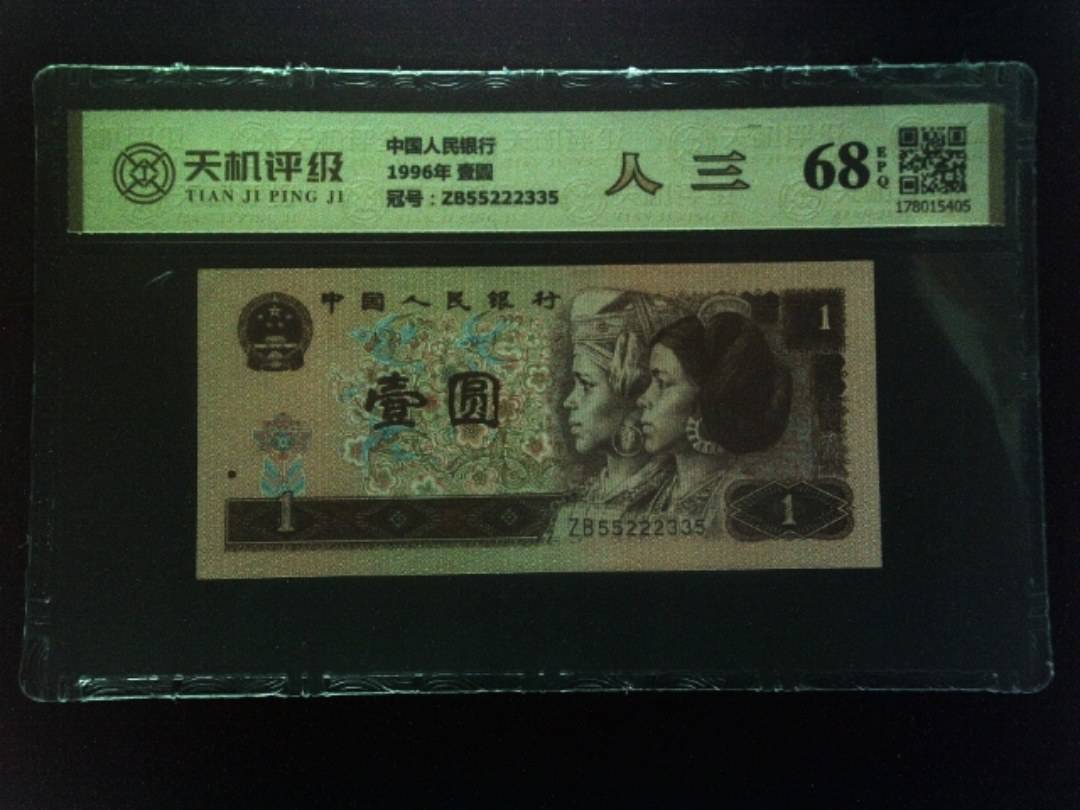 天机评级
TIAN JI PING JI
中国人民银行
1996年 壹圆
冠号：ZB55222335
人三
68
EPQ
178015405
中国人民银行
1
壹圆
1
1
ZB55222335